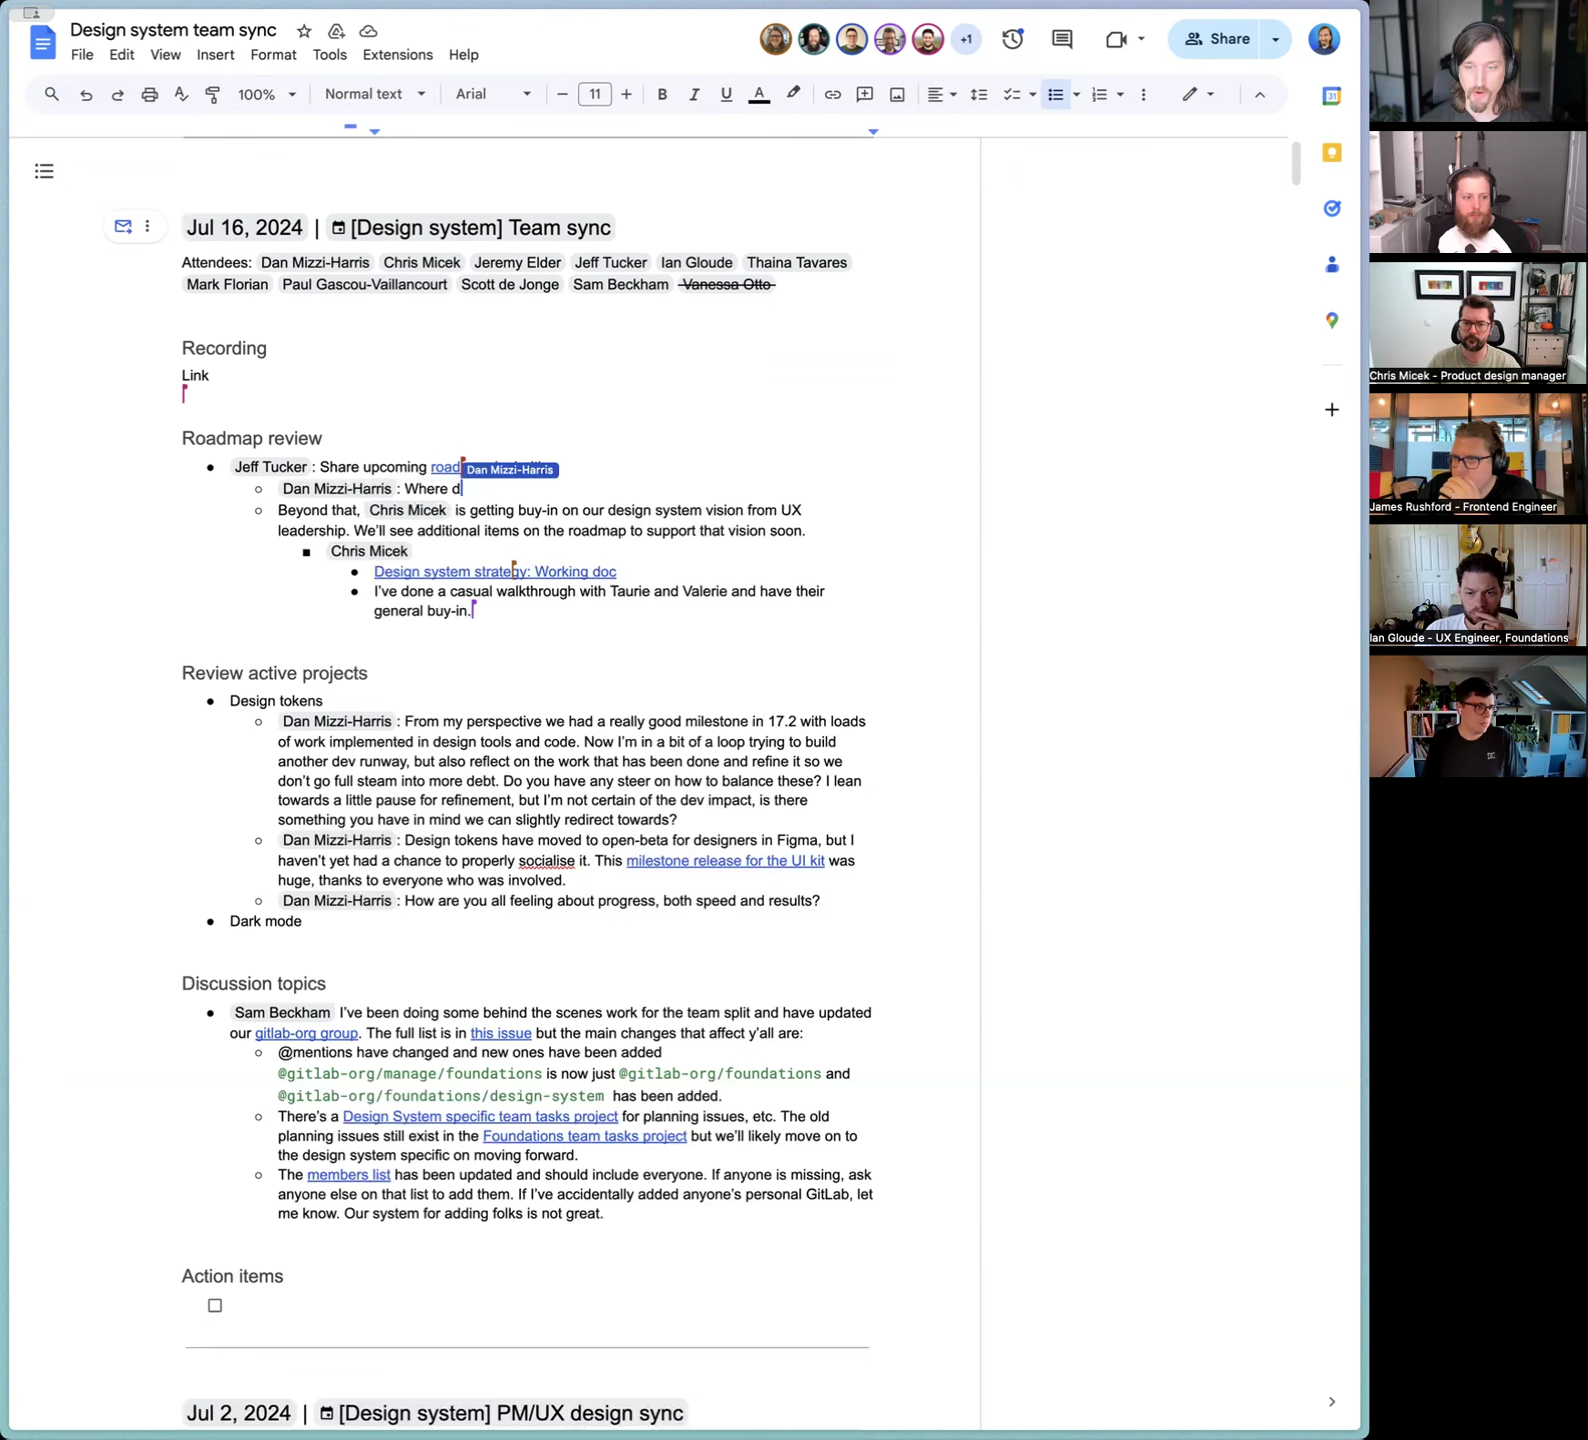 Design system team sync
File Edit View Insert Format Tools Extensions Help
+1
Share
100% Normal text Arial 11 B I U A
31
Jul 16, 2024 | [Design system] Team sync
Attendees: Dan Mizzi-Harris Chris Micek Jeremy Elder Jeff Tucker Ian Gloude Thaina Tavares
Mark Florian Paul Gascou-Vaillancourt Scott de Jonge Sam Beckham Vanessa Otto
Recording
Link
Roadmap review
Jeff Tucker : Share upcoming road
Dan Mizzi-Harris
Dan Mizzi-Harris : Where d
Beyond that, Chris Micek is getting buy-in on our design system vision from UX
leadership. We'll see additional items on the roadmap to support that vision soon.
Chris Micek
Design system strategy: Working doc
I've done a casual walkthrough with Taurie and Valerie and have their
general buy-in.
Review active projects
Design tokens
Dan Mizzi-Harris : From my perspective we had a really good milestone in 17.2 with loads
of work implemented in design tools and code. Now I'm in a bit of a loop trying to build
another dev runway, but also reflect on the work that has been done and refine it so we
don't go full steam into more debt. Do you have any steer on how to balance these? I lean
towards a little pause for refinement, but I'm not certain of the dev impact, is there
something you have in mind we can slightly redirect towards?
Dan Mizzi-Harris : Design tokens have moved to open-beta for designers in Figma, but I
haven't yet had a chance to properly socialise it. This milestone release for the UI kit was
huge, thanks to everyone who was involved.
Dan Mizzi-Harris : How are you all feeling about progress, both speed and results?
Dark mode
Discussion topics
Sam Beckham I've been doing some behind the scenes work for the team split and have updated
our gitlab-org group. The full list is in this issue but the main changes that affect y'all are:
@mentions have changed and new ones have been added
@gitlab-org/manage/foundations is now just @gitlab-org/foundations and
@gitlab-org/foundations/design-system has been added.
There's a Design System specific team tasks project for planning issues, etc. The old
planning issues still exist in the Foundations team tasks project but we'll likely move on to
the design system specific on moving forward.
The members list has been updated and should include everyone. If anyone is missing, ask
anyone else on that list to add them. If I've accidentally added anyone's personal GitLab, let
me know. Our system for adding folks is not great.
Action items
Jul 2, 2024 | [Design system] PM/UX design sync
Chris Micek - Product design manager
James Rushford - Frontend Engineer
Ian Gloude - UX Engineer, Foundations